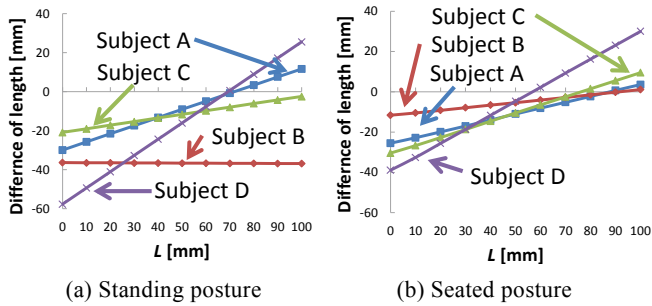 Differnce of length [mm]
40
20
0
-20
-40
-60
Subject A
Subject C
Subject B
Subject D
0 10 20 30 40 50 60 70 80 90 100
L [mm]
(a) Standing posture
Differnce of length [mm]
40
20
0
-20
-40
-60
Subject C
Subject B
Subject A
Subject D
0 10 20 30 40 50 60 70 80 90 100
L [mm]
(b) Seated posture